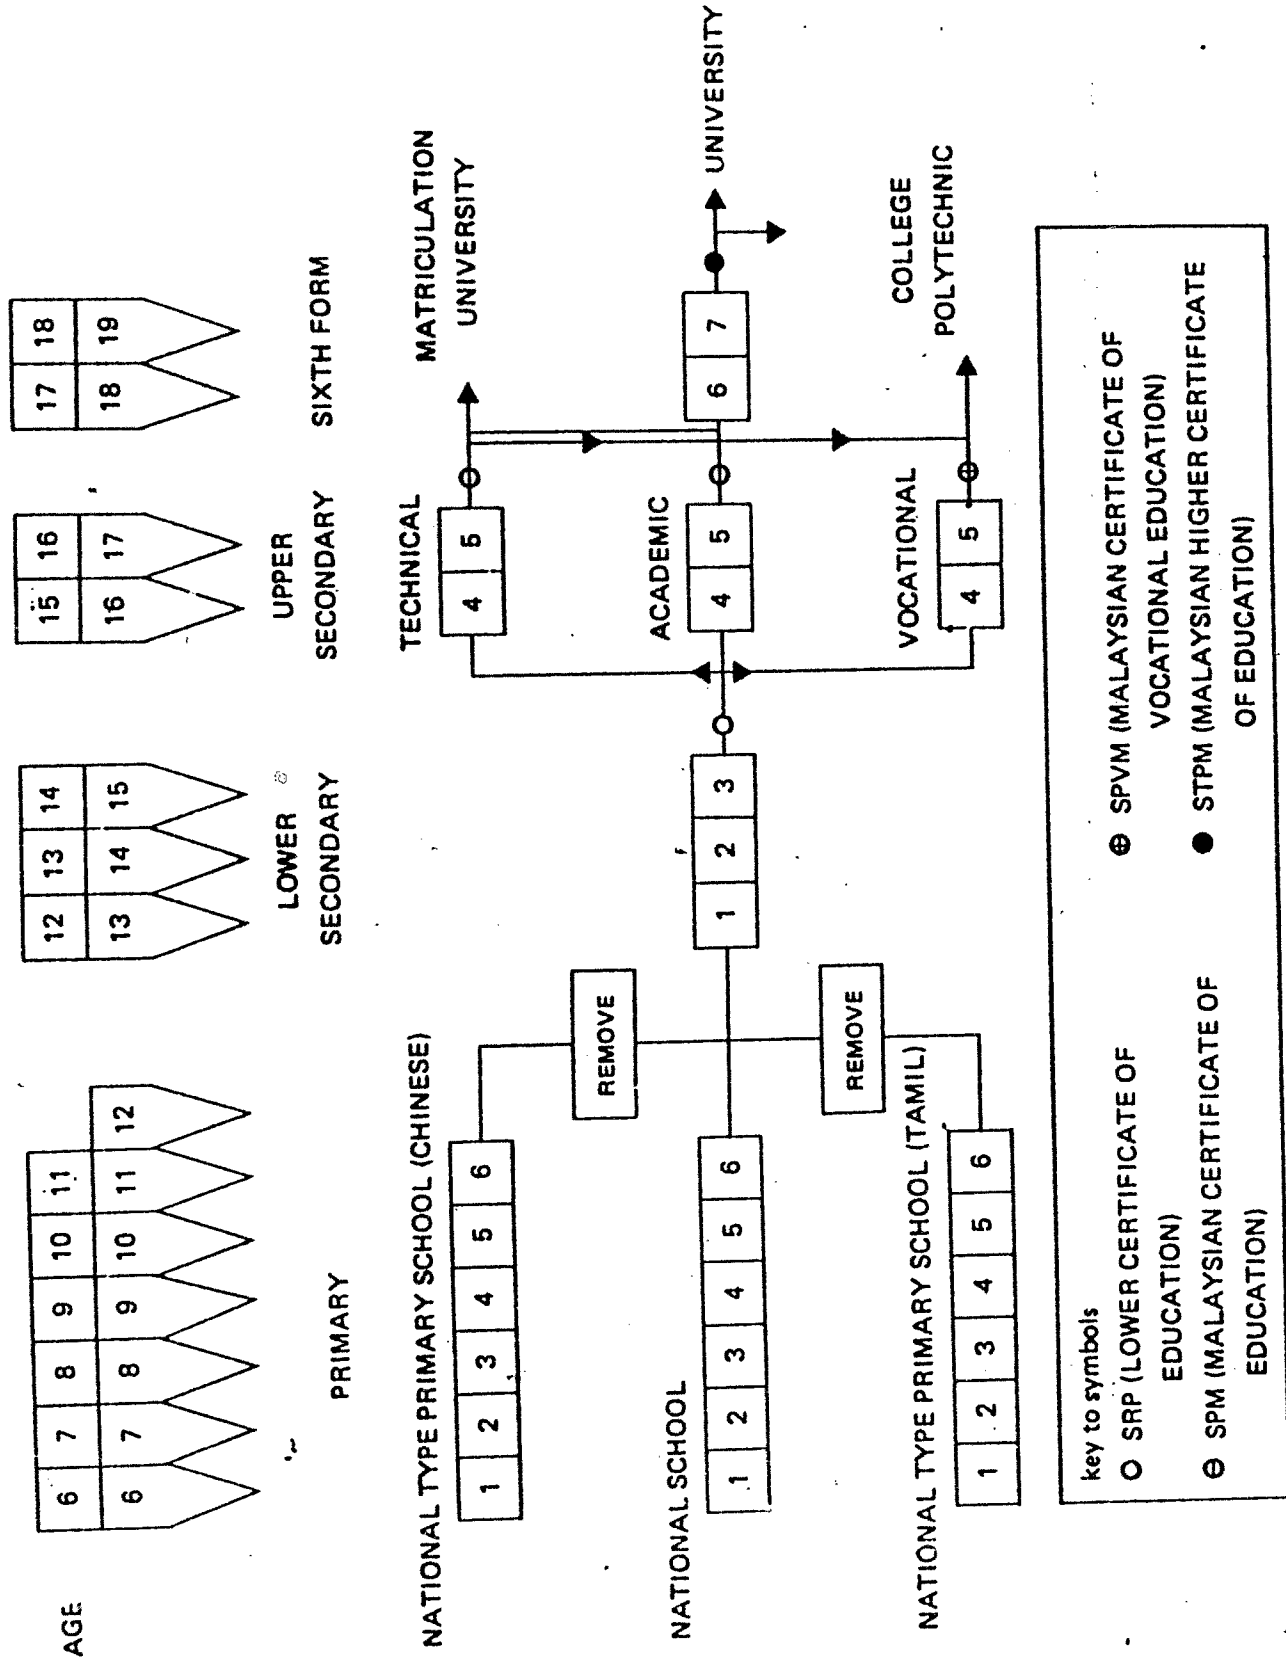 AGE
6 7 8 9 10 11
6 7 8 9 10 11 12
12 13 14
13 14 15
15 16
16 17
17 18
18 19
PRIMARY
LOWER
SECONDARY
UPPER
SECONDARY
SIXTH FORM
NATIONAL TYPE PRIMARY SCHOOL (CHINESE)
1 2 3 4 5 6
REMOVE
TECHNICAL
4 5
MATRICULATION
UNIVERSITY
NATIONAL SCHOOL
1 2 3 4 5 6
1 2 3
ACADEMIC
4 5
6 7
UNIVERSITY
REMOVE
NATIONAL TYPE PRIMARY SCHOOL (TAMIL)
1 2 3 4 5 6
VOCATIONAL
4 5
COLLEGE
POLYTECHNIC
key to symbols
SRP (LOWER CERTIFICATE OF
EDUCATION)
SPM (MALAYSIAN CERTIFICATE OF
EDUCATION)
SPVM (MALAYSIAN CERTIFICATE OF
VOCATIONAL EDUCATION)
STPM (MALAYSIAN HIGHER CERTIFICATE
OF EDUCATION)